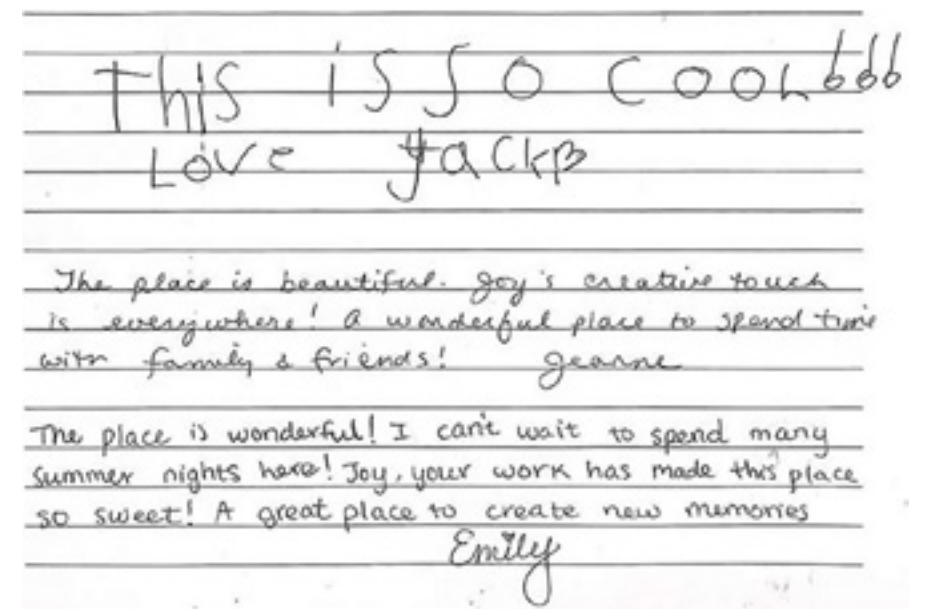 This is so cool!!!
Love Jack B
The place is beautiful. Joy's creative touch
is everywhere! A wonderful place to spend time
with family & friends! Jeanne
The place is wonderful! I can't wait to spend many
summer nights here! Joy, your work has made this place
so sweet! A great place to create new memories
Emily